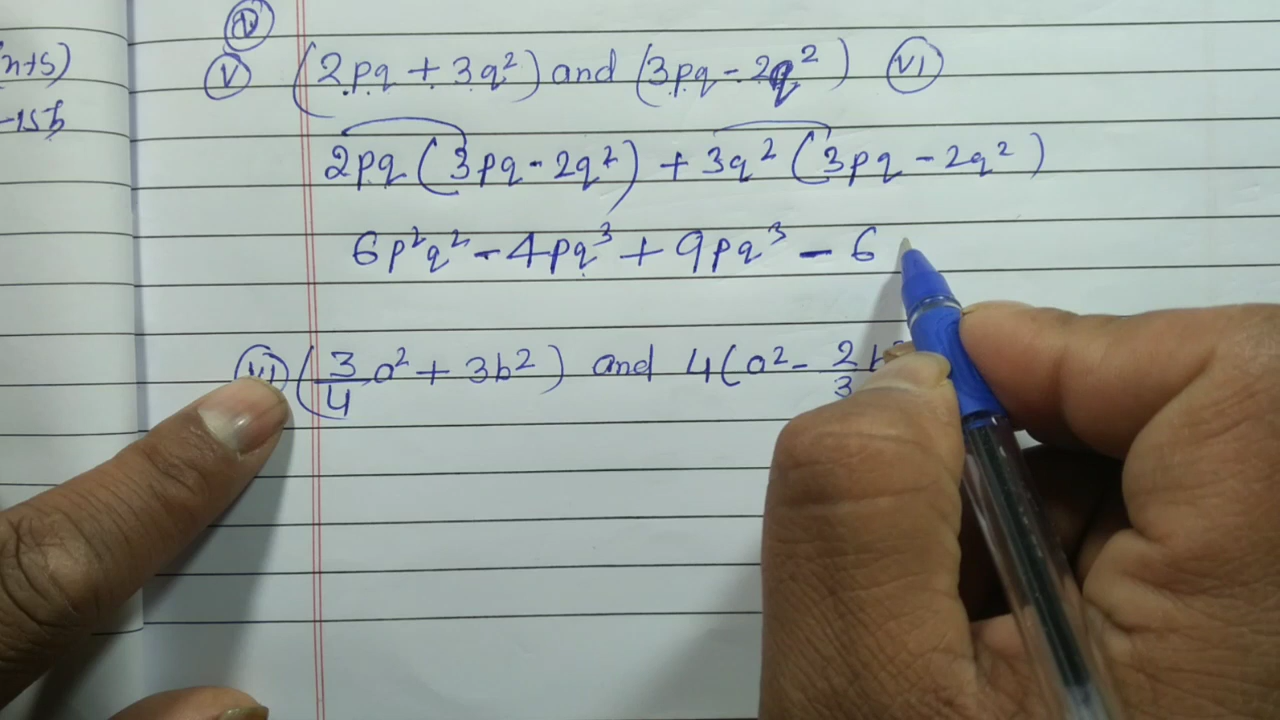 (v)
(v) (2pq + 3q²) and (3pq - 2q²) (vi)
2pq (3pq - 2q²) + 3q² (3pq - 2q²)
6p²q² - 4pq³ + 9pq³ - 6
(vi) (3/4 a² + 3b²) and 4(a² - 2/3